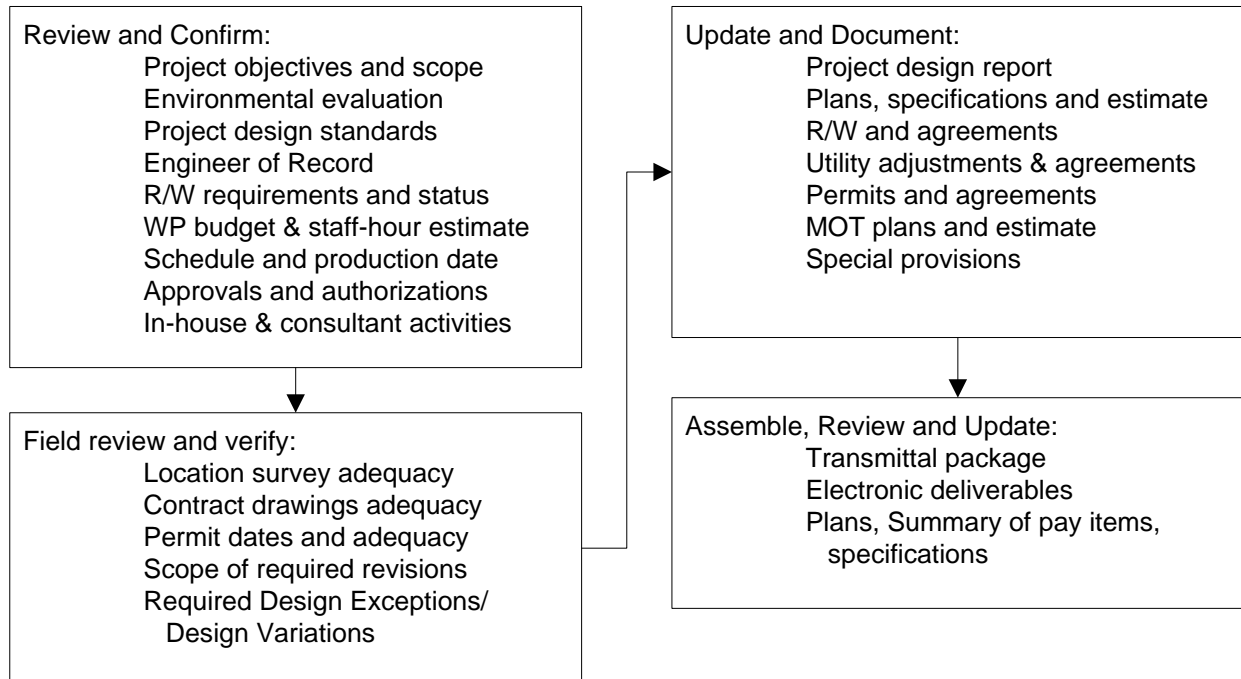 Review and Confirm:
Project objectives and scope
Environmental evaluation
Project design standards
Engineer of Record
R/W requirements and status
WP budget & staff-hour estimate
Schedule and production date
Approvals and authorizations
In-house & consultant activities
Field review and verify:
Location survey adequacy
Contract drawings adequacy
Permit dates and adequacy
Scope of required revisions
Required Design Exceptions/
Design Variations
Update and Document:
Project design report
Plans, specifications and estimate
R/W and agreements
Utility adjustments & agreements
Permits and agreements
MOT plans and estimate
Special provisions
Assemble, Review and Update:
Transmittal package
Electronic deliverables
Plans, Summary of pay items,
specifications